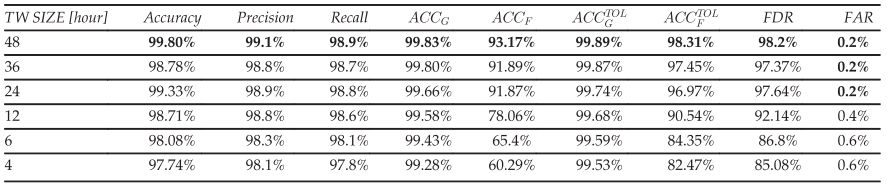 TW SIZE [hour] Accuracy Precision Recall ACC_G ACC_F ACC_G^TOL ACC_F^TOL FDR FAR
48 99.80% 99.1% 98.9% 99.83% 93.17% 99.89% 98.31% 98.2% 0.2%
36 98.78% 98.8% 98.7% 99.80% 91.89% 99.87% 97.45% 97.37% 0.2%
24 99.33% 98.9% 98.8% 99.66% 91.87% 99.74% 96.97% 97.64% 0.2%
12 98.71% 98.8% 98.6% 99.58% 78.06% 99.68% 90.54% 92.14% 0.4%
6 98.08% 98.3% 98.1% 99.43% 65.4% 99.59% 84.35% 86.8% 0.6%
4 97.74% 98.1% 97.8% 99.28% 60.29% 99.53% 82.47% 85.08% 0.6%